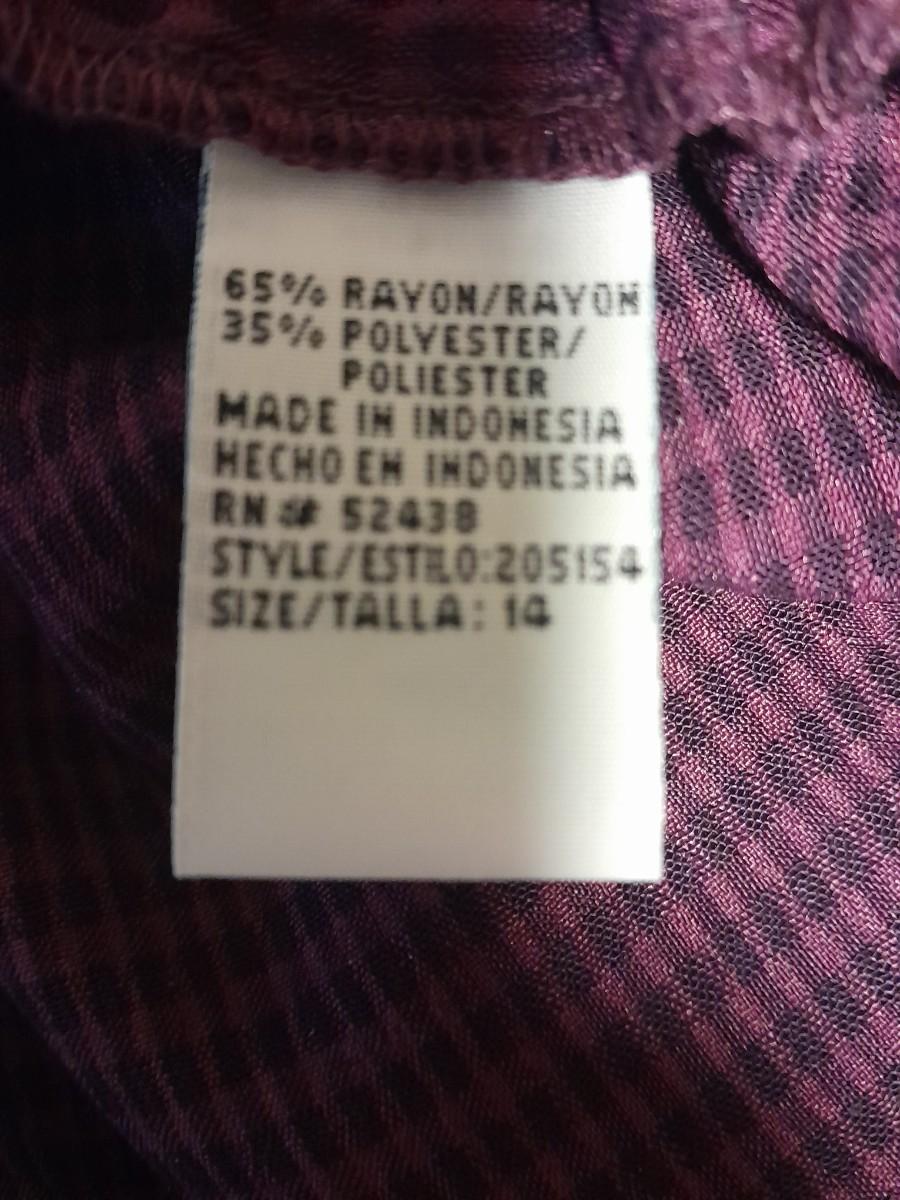 65% RAYON/RAYON
35% POLYESTER/
POLIESTER
MADE IN INDONESIA
HECHO EN INDONESIA
RN # 52438
STYLE/ESTILO:205154
SIZE/TALLA: 14